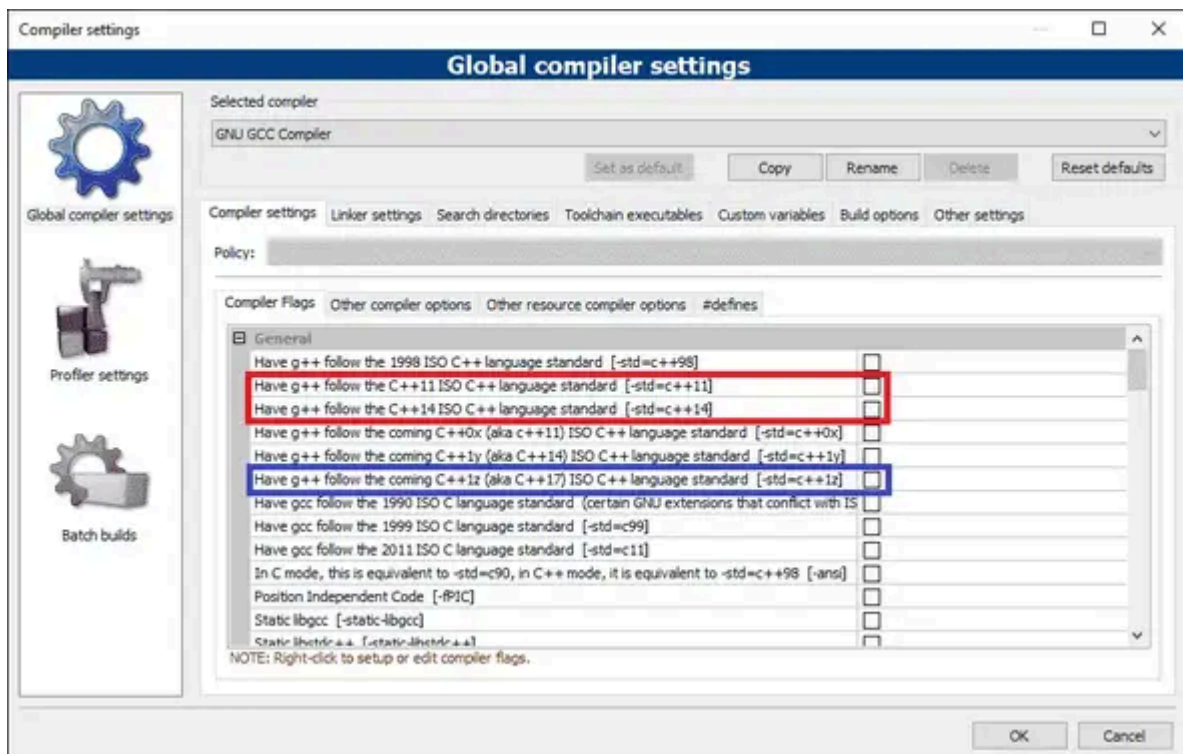 Compiler settings
Global compiler settings
Selected compiler
GNU GCC Compiler
Set as default Copy Rename Delete Reset defaults
Global compiler settings
Compiler settings Linker settings Search directories Toolchain executables Custom variables Build options Other settings
Policy:
Compiler Flags Other compiler options Other resource compiler options #defines
General
Have g++ follow the 1998 ISO C++ language standard [-std=c++98]
Profiler settings
Have g++ follow the C++11 ISO C++ language standard [-std=c++11]
Have g++ follow the C++14 ISO C++ language standard [-std=c++14]
Have g++ follow the coming C++0x (aka c++11) ISO C++ language standard [-std=c++0x]
Have g++ follow the coming C++1y (aka C++14) ISO C++ language standard [-std=c++1y]
Have g++ follow the coming C++1z (aka C++17) ISO C++ language standard [-std=c++1z]
Have gcc follow the 1990 ISO C language standard (certain GNU extensions that conflict with IS
Have gcc follow the 1999 ISO C language standard [-std=c99]
Batch builds
Have gcc follow the 2011 ISO C language standard [-std=c11]
In C mode, this is equivalent to -std=c90, in C++ mode, it is equivalent to -std=c++98 [-ansi]
Position Independent Code [-fPIC]
Static libgcc [-static-libgcc]
Static libstdc++ [-static-libstdc++]
NOTE: Right-click to setup or edit compiler flags.
OK Cancel